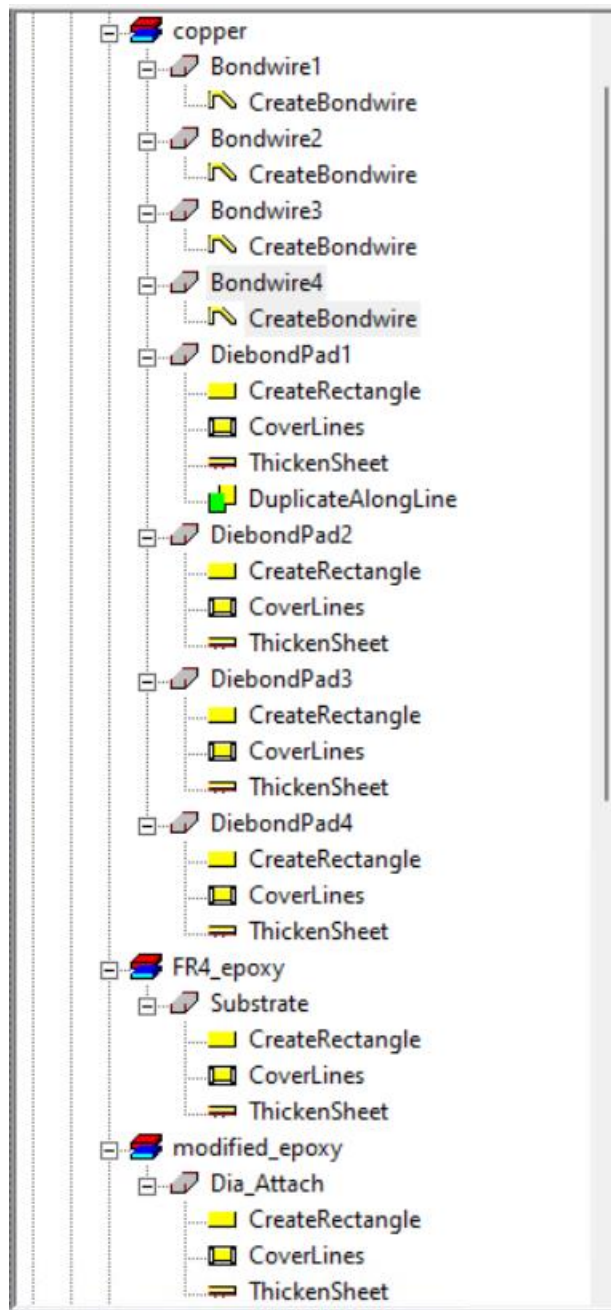 copper
Bondwire1
CreateBondwire
Bondwire2
CreateBondwire
Bondwire3
CreateBondwire
Bondwire4
CreateBondwire
DiebondPad1
CreateRectangle
CoverLines
ThickenSheet
DuplicateAlongLine
DiebondPad2
CreateRectangle
CoverLines
ThickenSheet
DiebondPad3
CreateRectangle
CoverLines
ThickenSheet
DiebondPad4
CreateRectangle
CoverLines
ThickenSheet
FR4_epoxy
Substrate
CreateRectangle
CoverLines
ThickenSheet
modified_epoxy
Dia_Attach
CreateRectangle
CoverLines
ThickenSheet